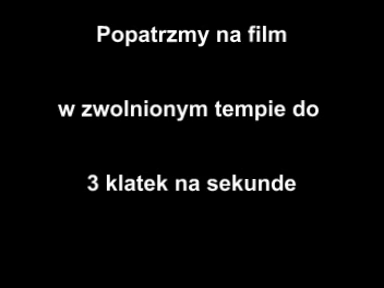 Popatrzmy na film
w zwolnionym tempie do
3 klatek na sekunde